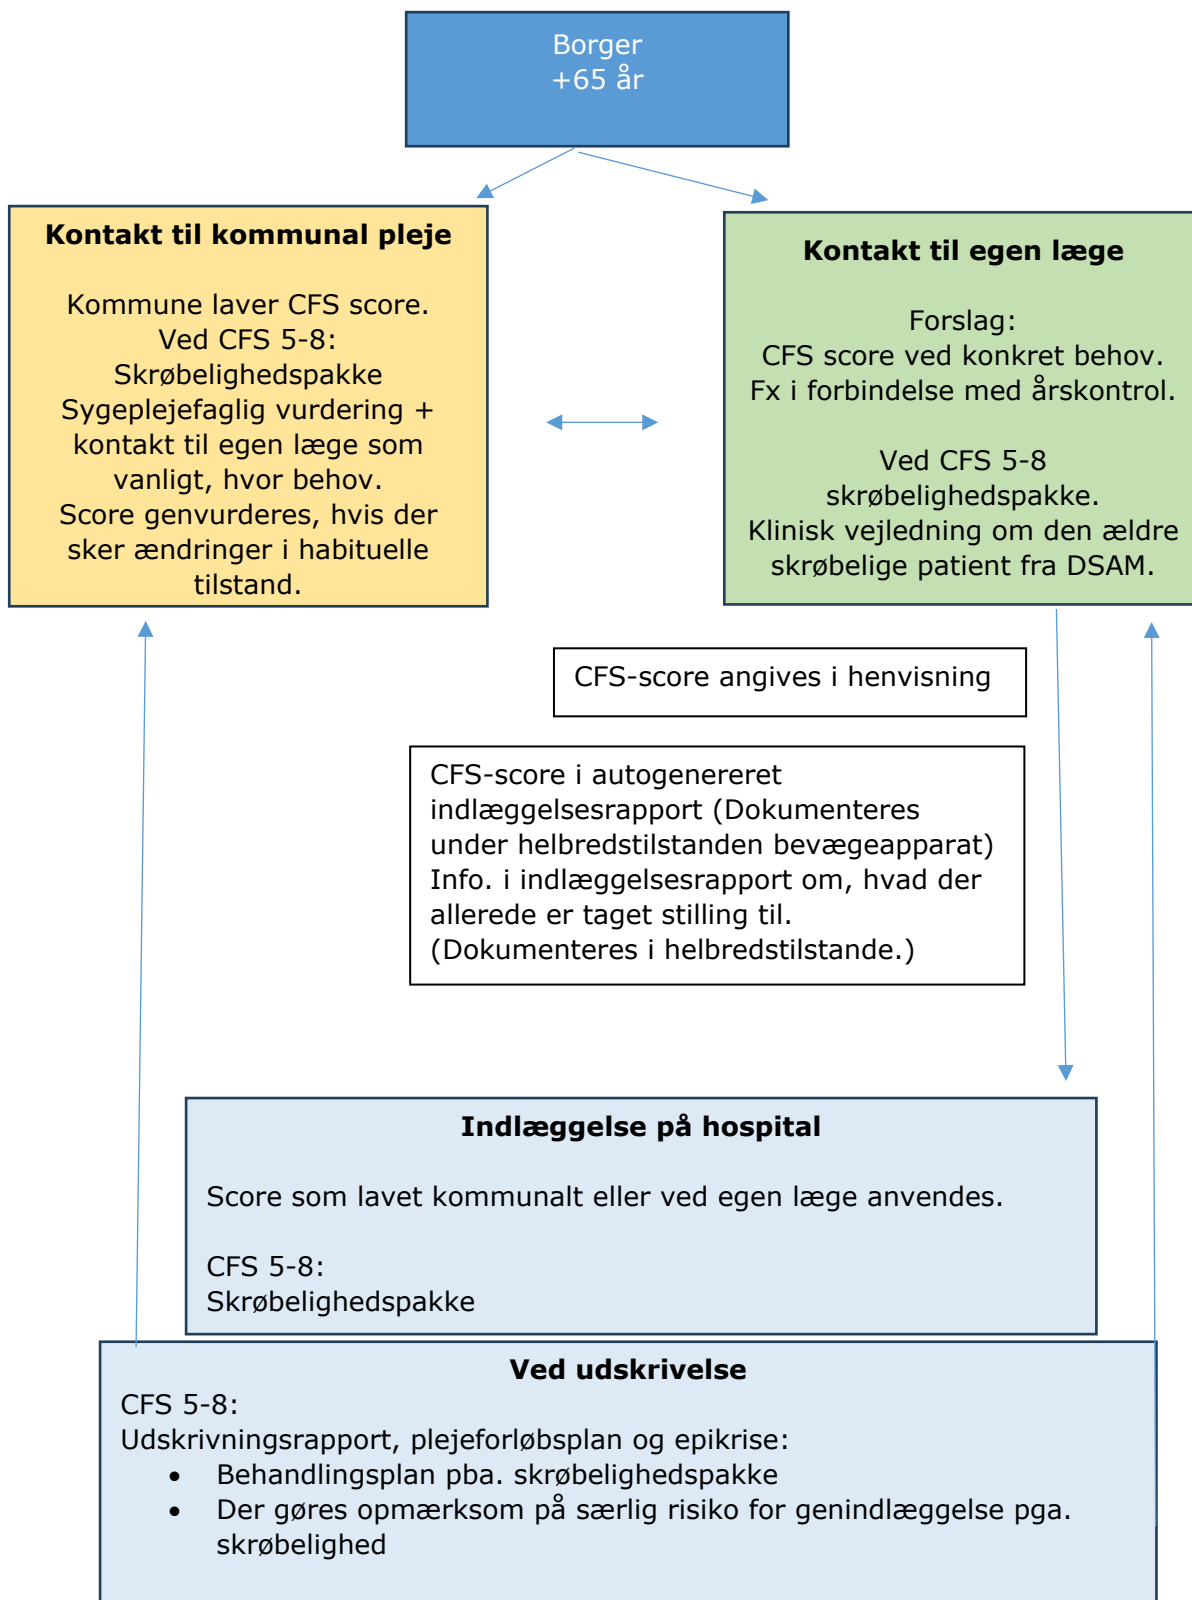 Borger
+65 år
Kontakt til kommunal pleje
Kommune laver CFS score.
Ved CFS 5-8:
Skrøbelighedspakke
Sygeplejefaglig vurdering +
kontakt til egen læge som
vanligt, hvor behov.
Score genvurderes, hvis der
sker ændringer i habituelle
tilstand.
Kontakt til egen læge
Forslag:
CFS score ved konkret behov.
Fx i forbindelse med årskontrol.
Ved CFS 5-8
skrøbelighedspakke.
Klinisk vejledning om den ældre
skrøbelige patient fra DSAM.
CFS-score angives i henvisning
CFS-score i autogenereret
indlæggelsesrapport (Dokumenteres
under helbredstilstanden bevægeapparat)
Info. i indlæggelsesrapport om, hvad der
allerede er taget stilling til.
(Dokumenteres i helbredstilstande.)
Indlæggelse på hospital
Score som lavet kommunalt eller ved egen læge anvendes.
CFS 5-8:
Skrøbelighedspakke
Ved udskrivelse
CFS 5-8:
Udskrivningsrapport, plejeforløbsplan og epikrise:
• Behandlingsplan pba. skrøbelighedspakke
• Der gøres opmærksom på særlig risiko for genindlæggelse pga.
skrøbelighed